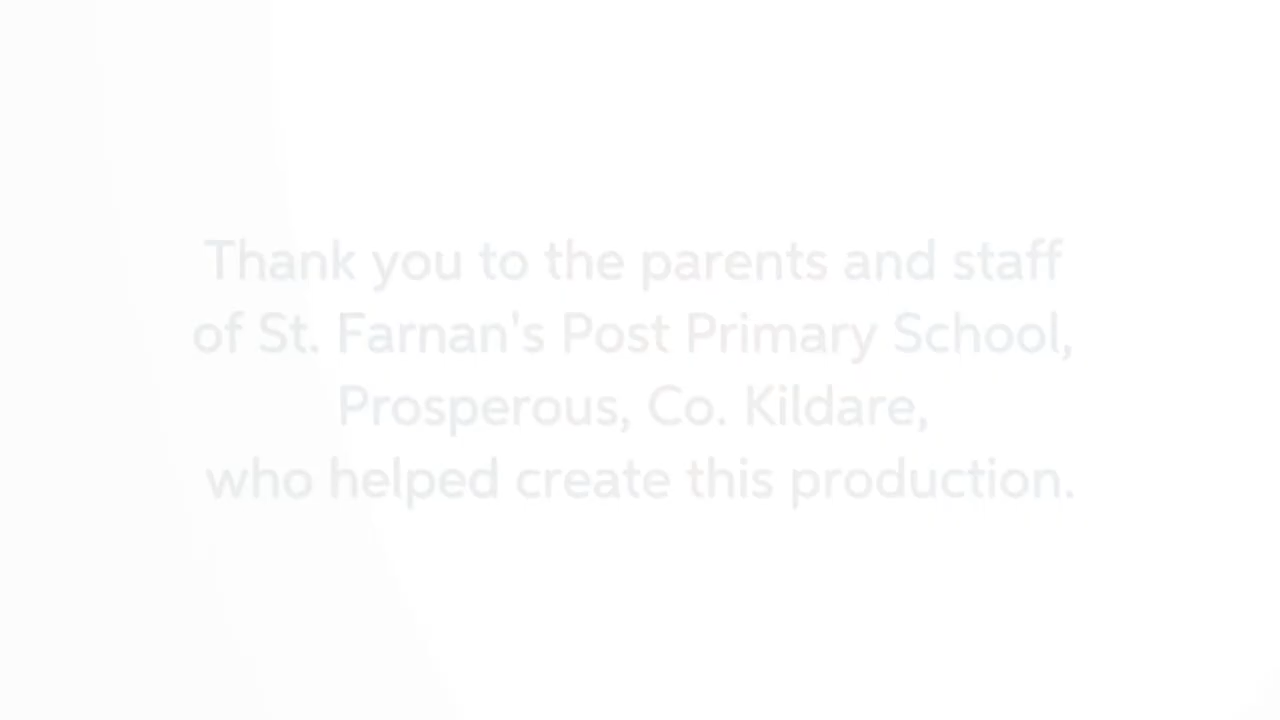 Thank you to the parents and staff
of St. Farnan's Post Primary School,
Prosperous, Co. Kildare,
who helped create this production.